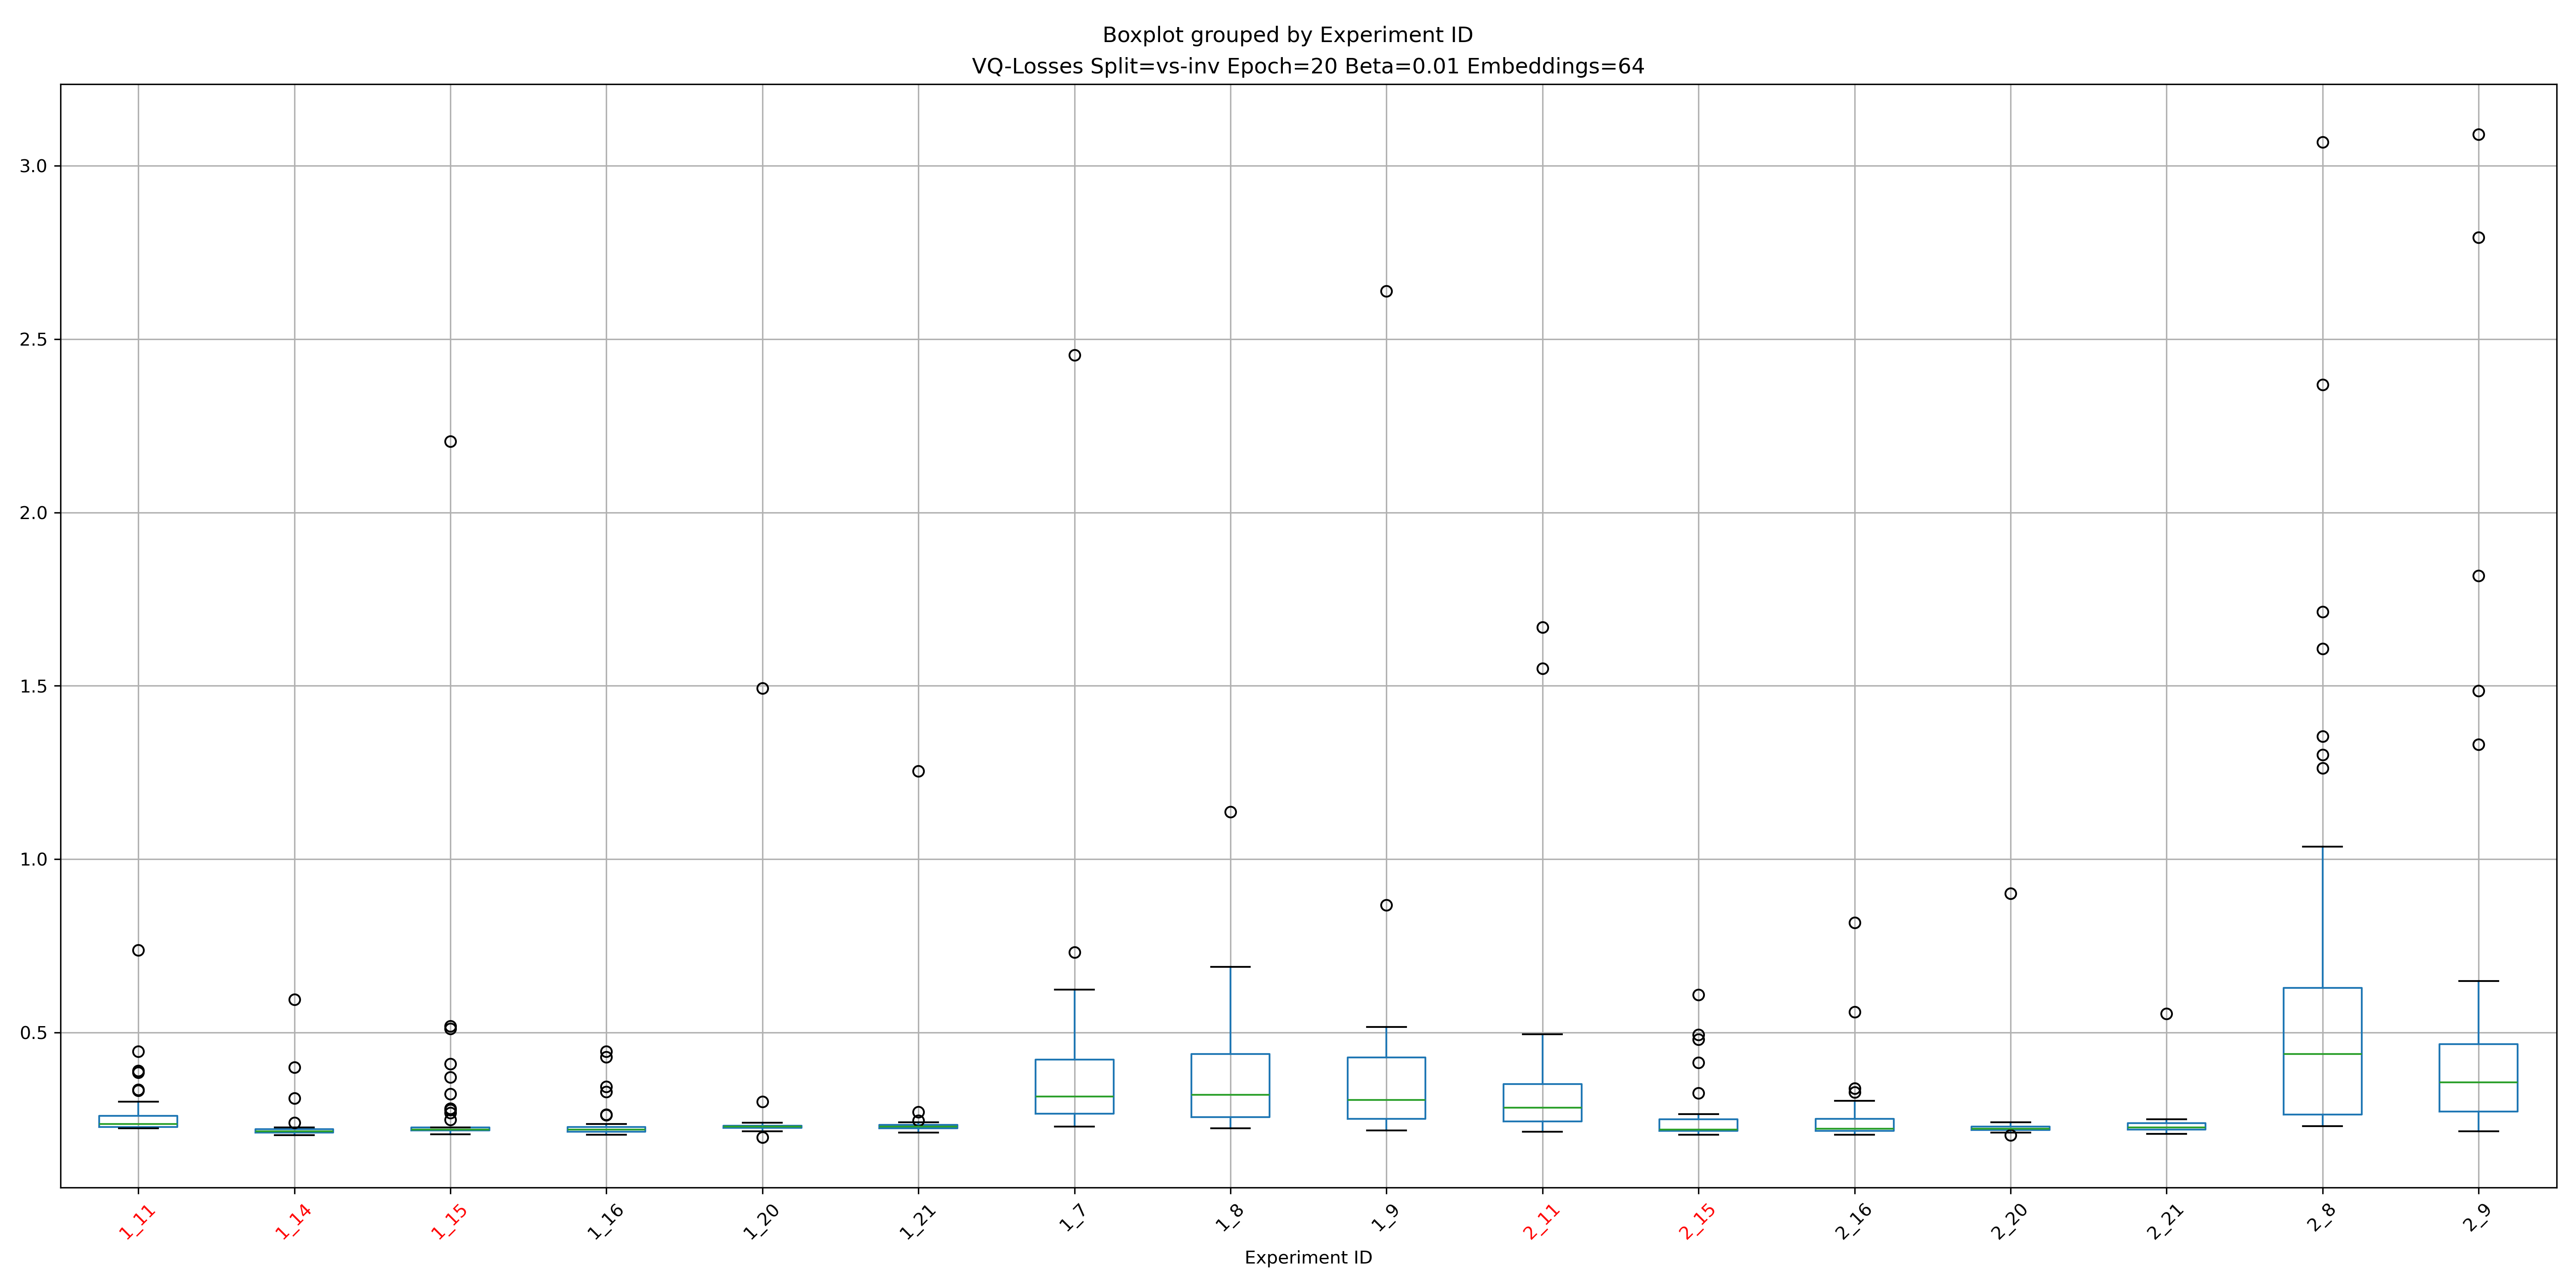 Boxplot grouped by Experiment ID
VQ-Losses Split=vs-inv Epoch=20 Beta=0.01 Embeddings=64
3.0
2.5
2.0
1.5
1.0
0.5
1_11 1_14 1_15 1_16 1_20 1_21 1_7 1_8 1_9 2_11 2_15 2_16 2_20 2_21 2_8 2_9
Experiment ID